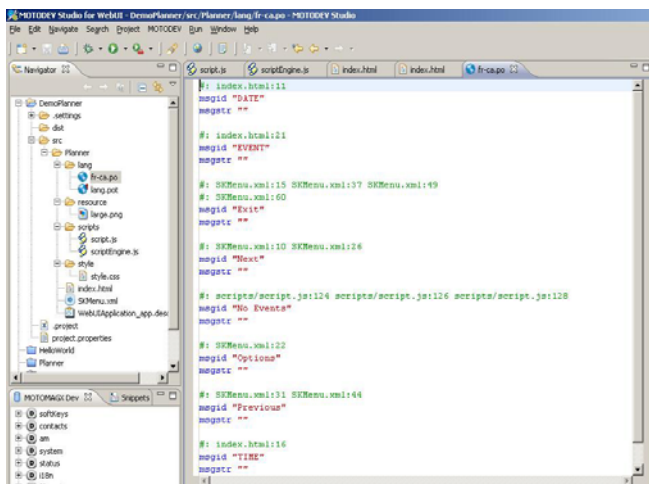 MOTODEV Studio for WebUI - DemoPlanner/src/Planner/lang/fr-ca.po - MOTODEV Studio
File Edit Navigate Search Project MOTODEV Run Window Help
Navigator
script.js
scriptEngine.js
index.html
index.html
fr-ca.po
DemoPlanner
.settings
dist
src
Planner
lang
fr-ca.po
lang.pot
resource
large.png
scripts
script.js
scriptEngine.js
style
style.css
index.html
SKMenu.xml
WebUIApplication_app.des
.project
project.properties
HelloWorld
Planner
MOTOMAGX Dev
Snippets
softKeys
contacts
am
system
status
i18n
#: index.html:11
msgid "DATE"
msgstr ""
#: index.html:21
msgid "EVENT"
msgstr ""
#: SKMenu.xml:15 SKMenu.xml:37 SKMenu.xml:49
#: SKMenu.xml:60
msgid "Exit"
msgstr ""
#: SKMenu.xml:10 SKMenu.xml:26
msgid "Next"
msgstr ""
#: scripts/script.js:124 scripts/script.js:126 scripts/script.js:128
msgid "No Events"
msgstr ""
#: SKMenu.xml:22
msgid "Options"
msgstr ""
#: SKMenu.xml:31 SKMenu.xml:44
msgid "Previous"
msgstr ""
#: index.html:16
msgid "TIME"
msgstr ""